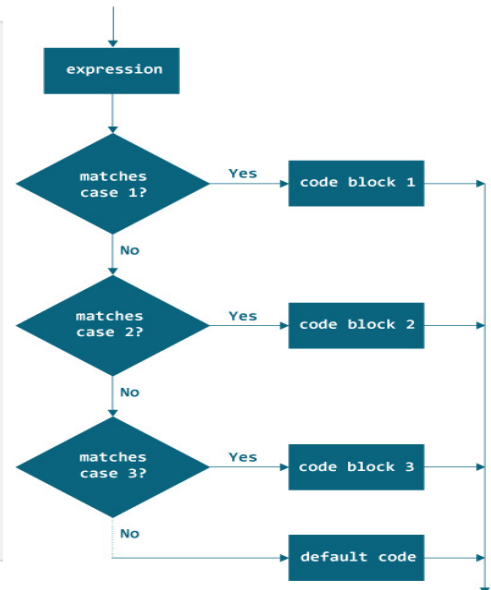 expression
matches
case 1?
Yes
code block 1
No
matches
case 2?
Yes
code block 2
No
matches
case 3?
Yes
code block 3
No
default code